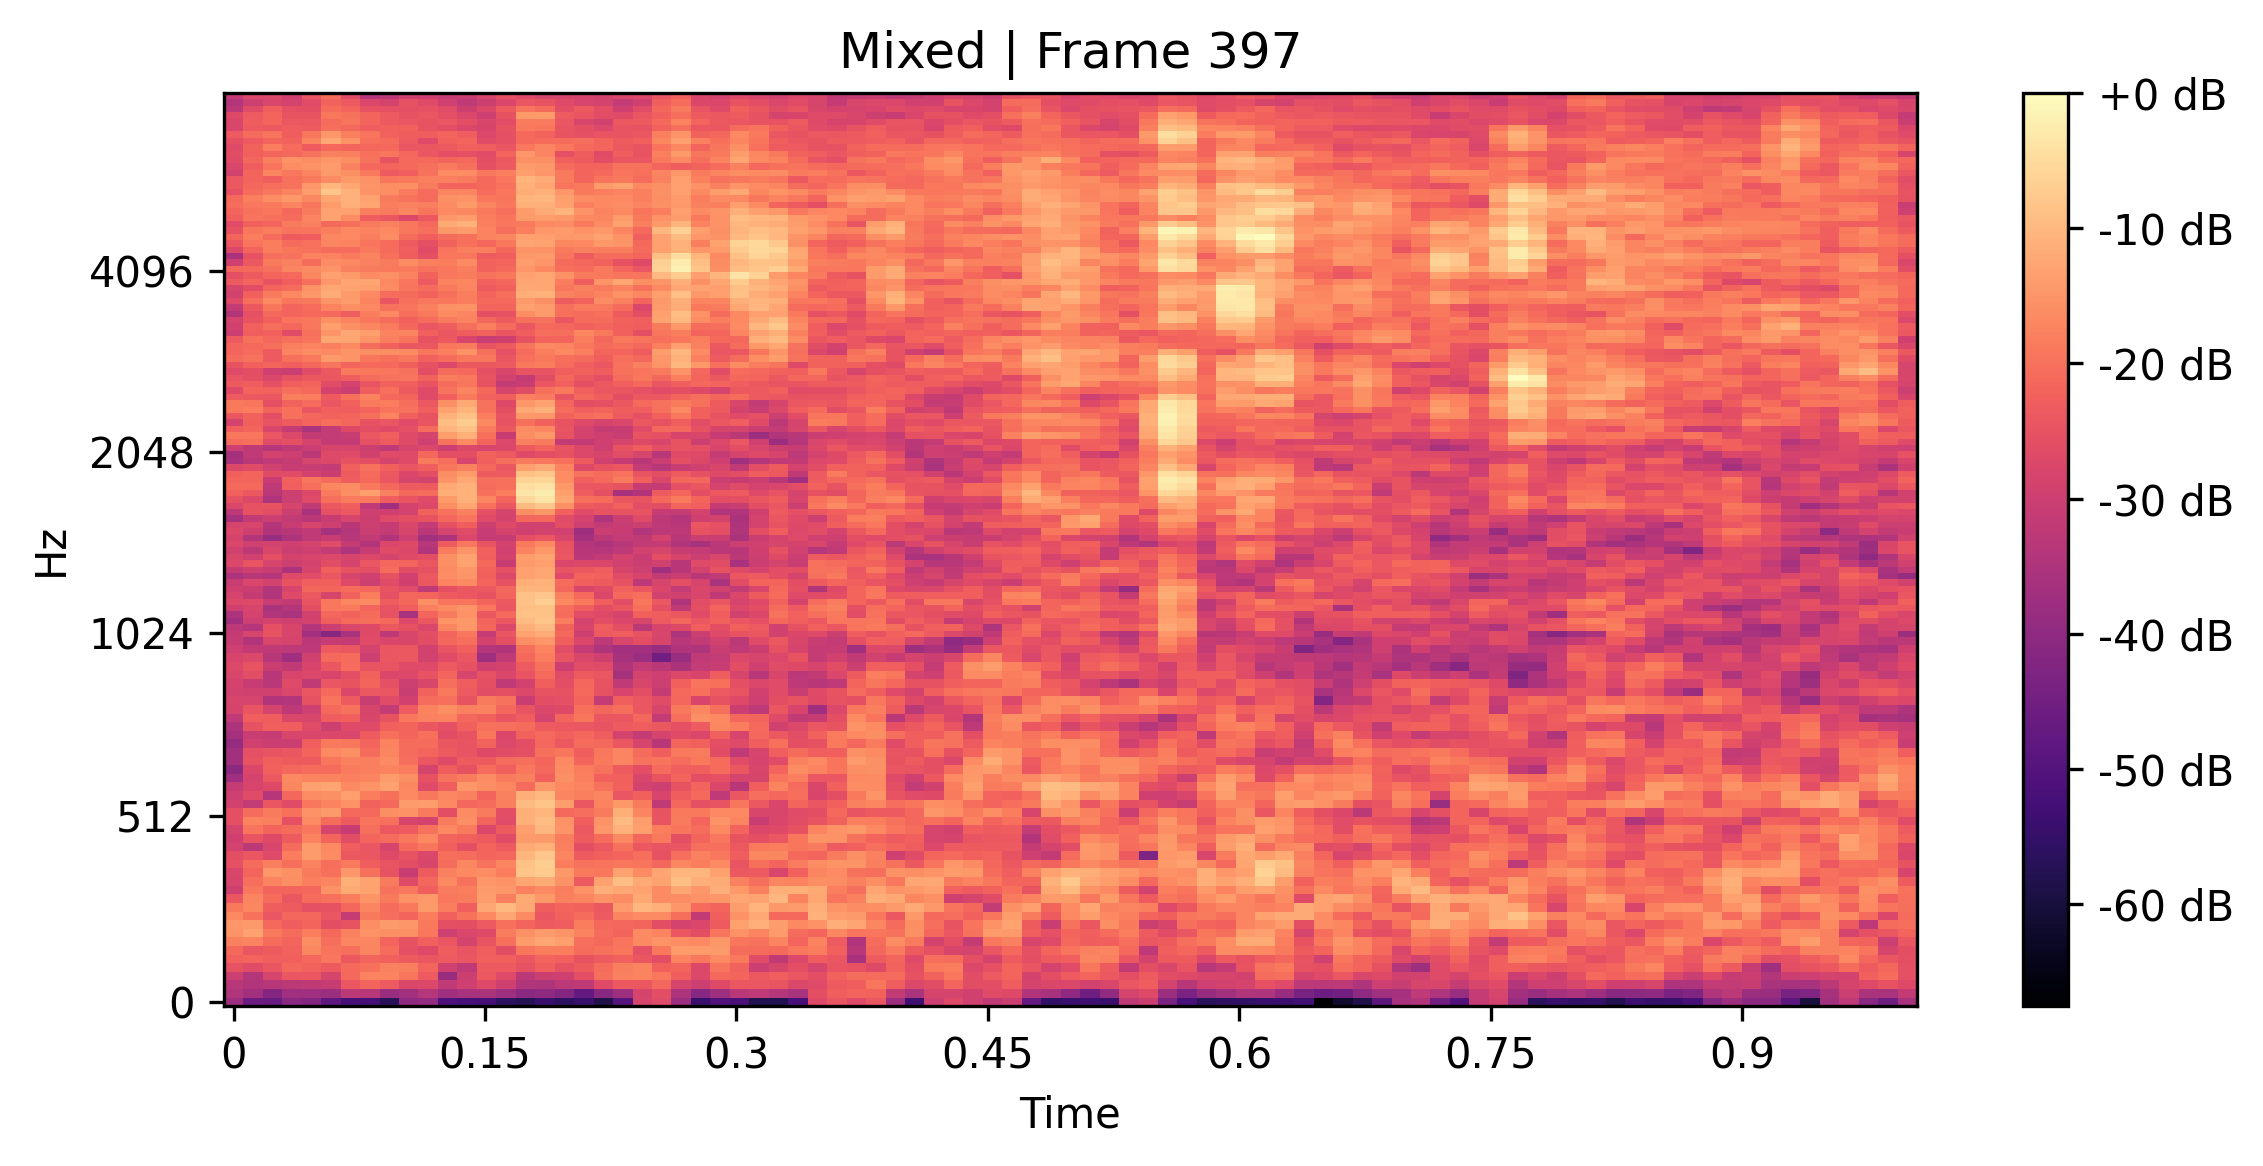 Mixed | Frame 397
+0 dB
-10 dB
-20 dB
-30 dB
-40 dB
-50 dB
-60 dB
4096
2048
1024
512
0
Hz
0 0.15 0.3 0.45 0.6 0.75 0.9
Time